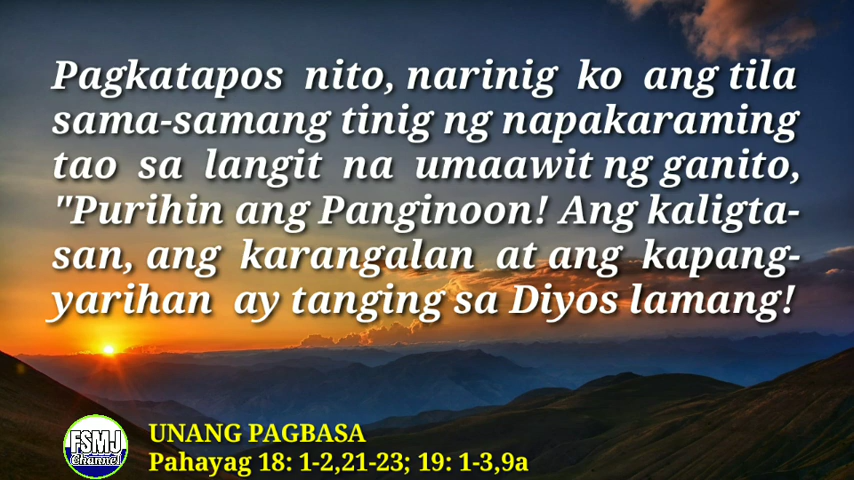 Pagkatapos nito, narinig ko ang tila
sama-samang tinig ng napakaraming
tao sa langit na umaawit ng ganito,
"Purihin ang Panginoon! Ang kaligta-
san, ang karangalan at ang kapang-
yarihan ay tanging sa Diyos lamang!
FSMJ
Channel
UNANG PAGBASA
Pahayag 18: 1-2,21-23; 19: 1-3,9a